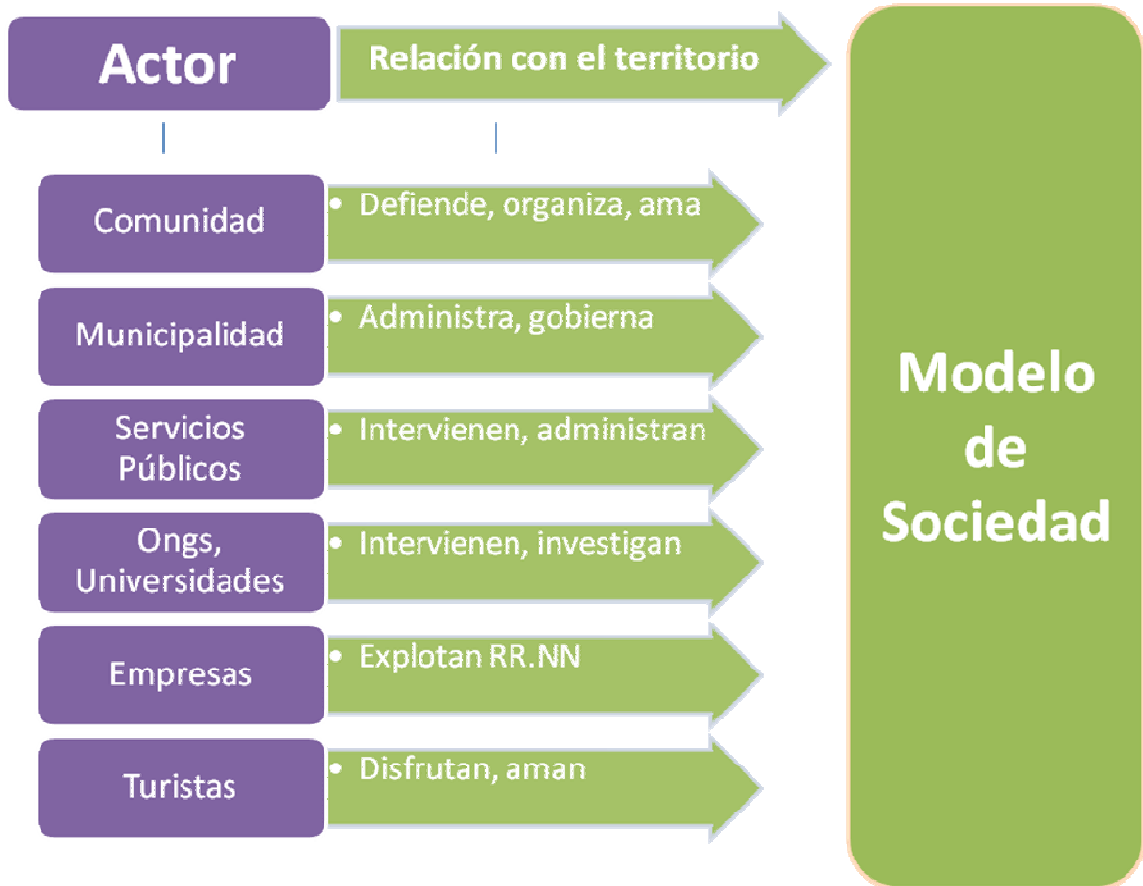 Actor
Relación con el territorio
Comunidad
• Defiende, organiza, ama
Municipalidad
• Administra, gobierna
Servicios
Públicos
• Intervienen, administran
Ongs,
Universidades
• Intervienen, investigan
Empresas
• Explotan RR.NN
Turistas
• Disfrutan, aman
Modelo
de
Sociedad